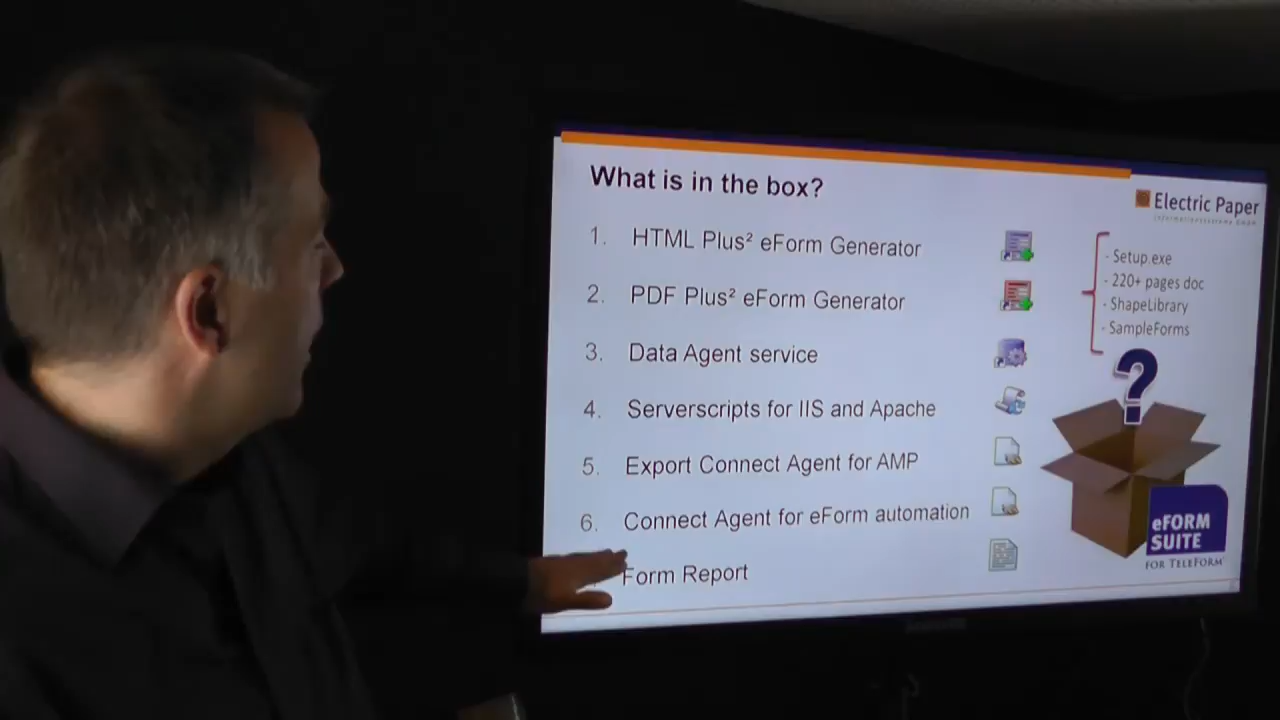 What is in the box?
Electric Paper
1. HTML Plus² eForm Generator
2. PDF Plus² eForm Generator
3. Data Agent service
4. Serverscripts for IIS and Apache
5. Export Connect Agent for AMP
6. Connect Agent for eForm automation
Form Report
- Setup.exe
- 220+ pages doc
- ShapeLibrary
- SampleForms
?
eFORM
SUITE
FOR TELEFORM